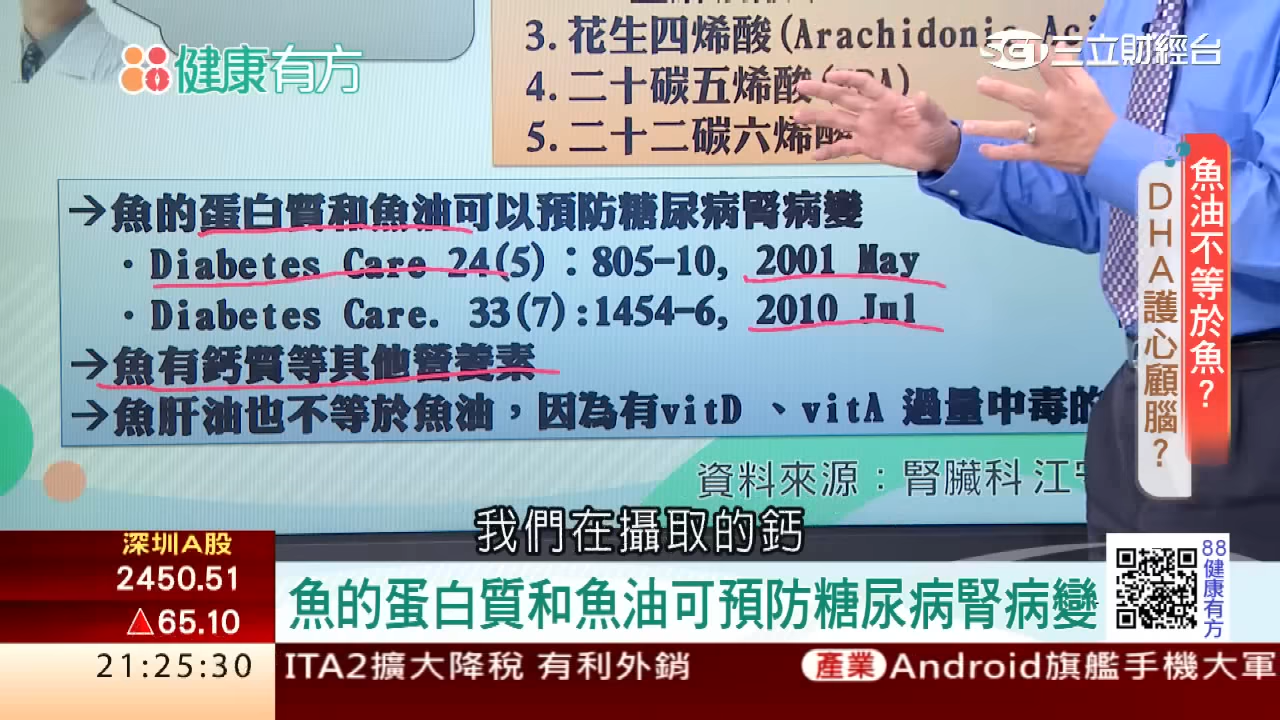 健康有方
3. 花生四烯酸(Arachidonic
三立財經台
4. 二十碳五烯酸
5. 二十二碳六烯酸
→魚的蛋白質和魚油可以預防糖尿病腎病變
· Diabetes Care 24(5):805-10, 2001 May
· Diabetes Care. 33(7):1454-6, 2010 Jul
→魚有鈣質等其他營養素
→魚肝油也不等於魚油,因為有vitD、vitA 過量中毒的
資料來源:腎臟科 江
魚油不等於魚?
DHA護心顧腦?
我們在攝取的鈣
深圳A股
2450.51
△65.10
魚的蛋白質和魚油可預防糖尿病腎病變
88健康有方
21:25:30
ITA2擴大降稅 有利外銷 產業 Android旗艦手機大軍